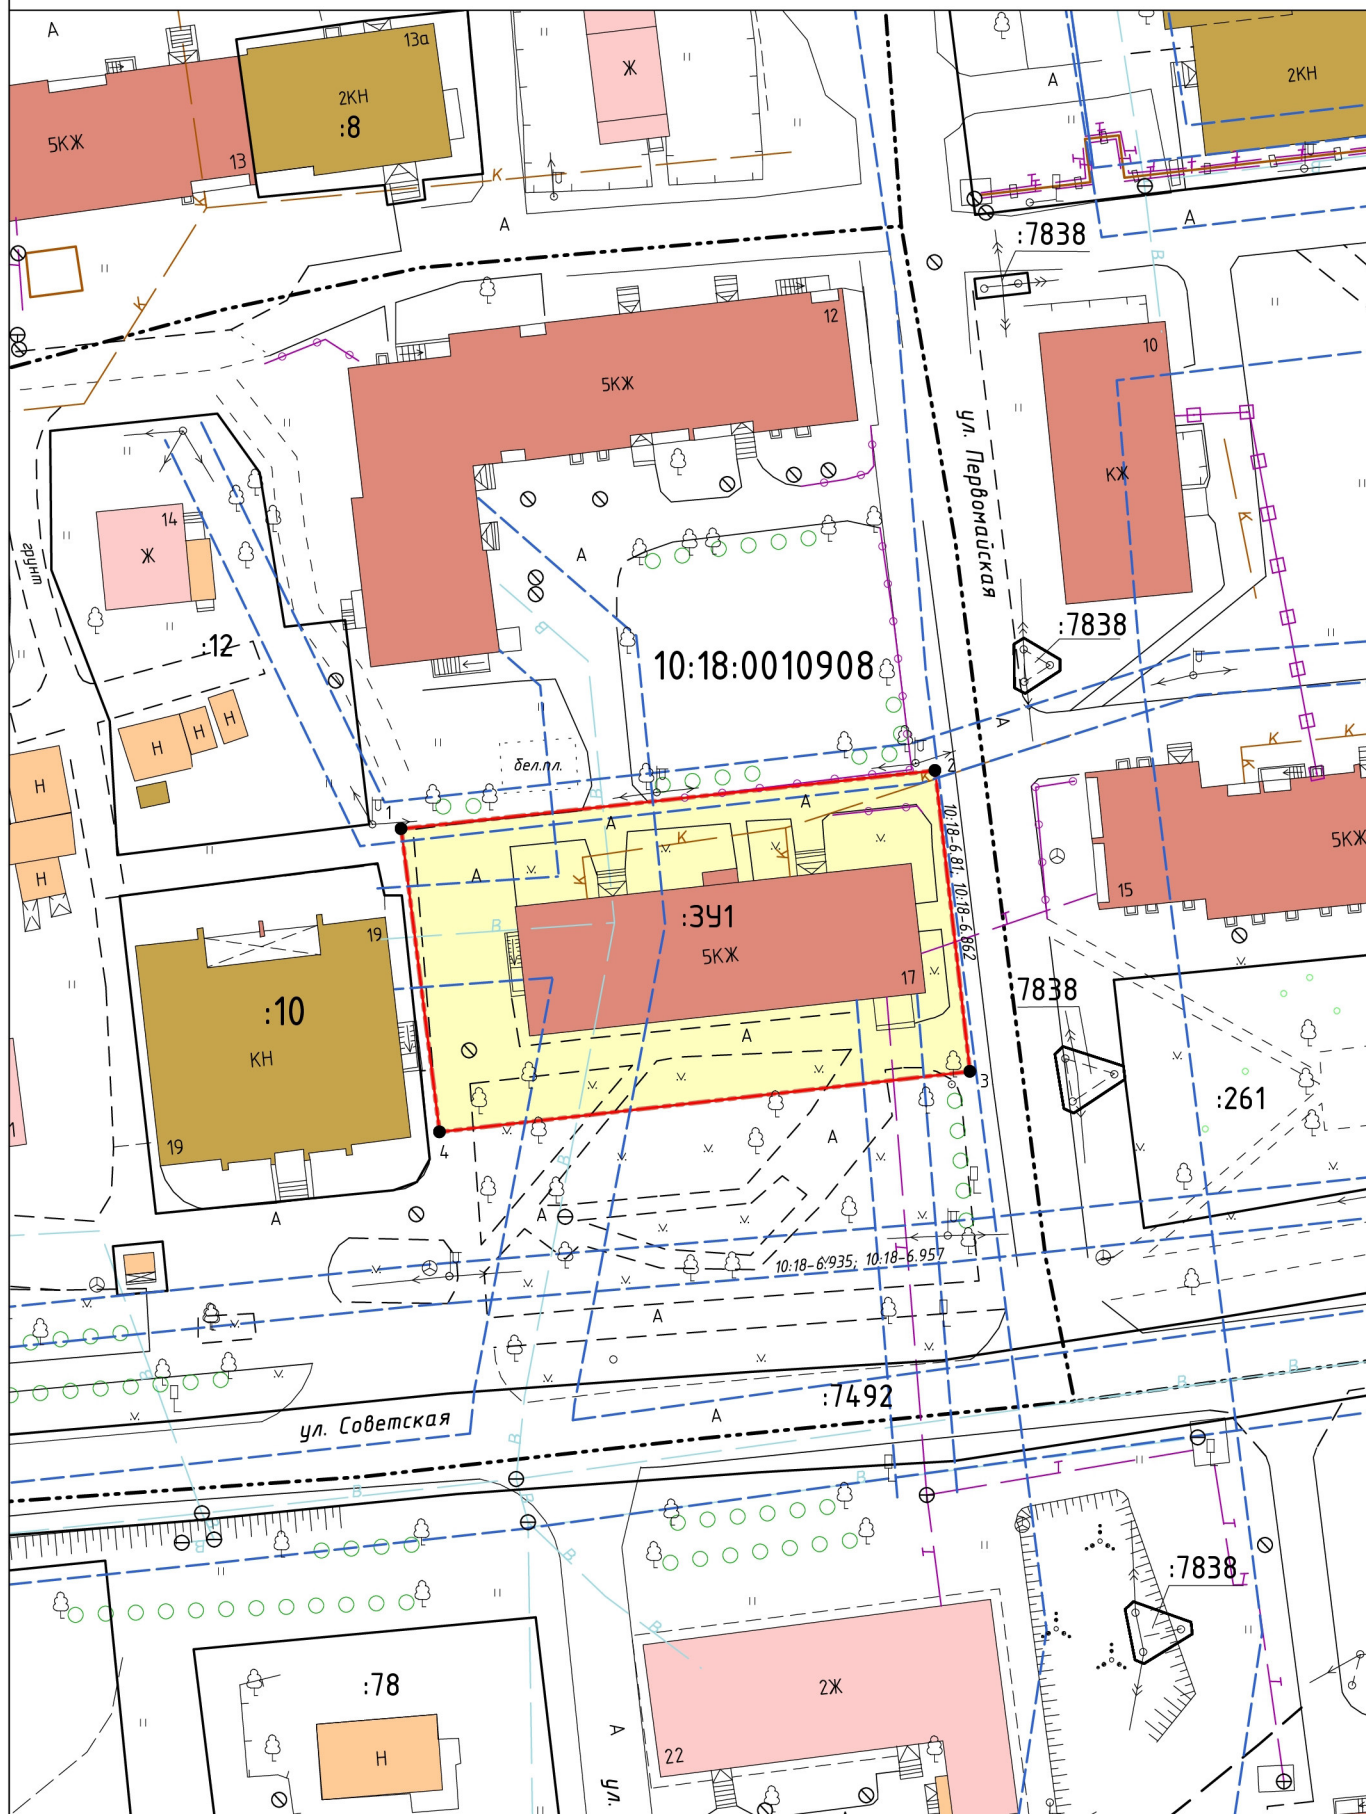 А
13а
2КН
:8
5КЖ
13
К
Ж
А
А
А
2КН
:7838
В
К
12
5КЖ
10
КЖ
ул. Первомайская
К
14
Ж
грунт
:12
А
В
10:18:0010908
:7838
А
Н
Н
Н
Н
Н
бел.пл.
В
1
2
К
А
А
А
К
К
К
К
10:18-6.81; 10:18-6.862
5КЖ
15
19
В
:ЗУ1
5КЖ
17
:10
КН
19
7838
А
3
4
:261
А
В
А
А
10:18-6.935; 10:18-6.957
А
В
В
В
:7492
А
ул. Советская
В
В
В
В
В
В
В
:7838
:78
Н
2Ж
22
А
ул.